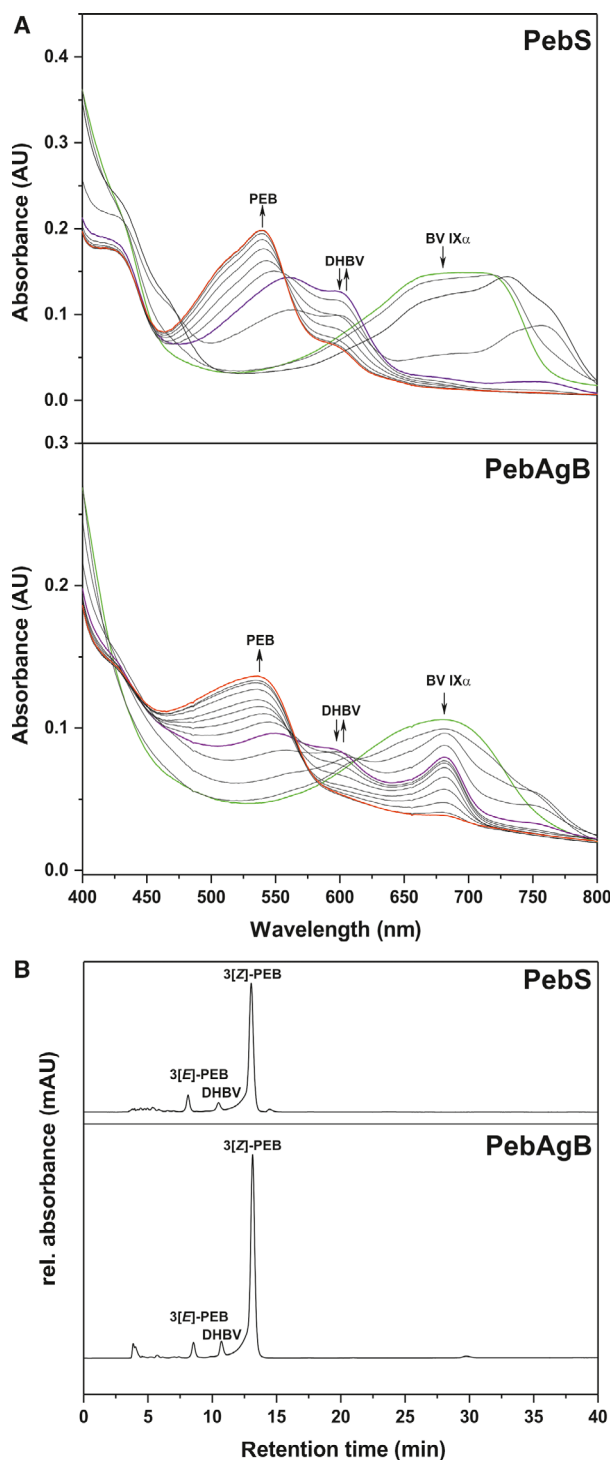 A
PebS
0.4
0.3
0.2
0.1
0.0
Absorbance (AU)
PEB
DHBV
BV IXα
PebAgB
0.3
0.2
0.1
0.0
Absorbance (AU)
PEB
DHBV
BV IXα
400 450 500 550 600 650 700 750 800
Wavelength (nm)
B
PebS
3[Z]-PEB
3[E]-PEB
DHBV
PebAgB
3[Z]-PEB
3[E]-PEB
DHBV
rel. absorbance (mAU)
0 5 10 15 20 25 30 35 40
Retention time (min)